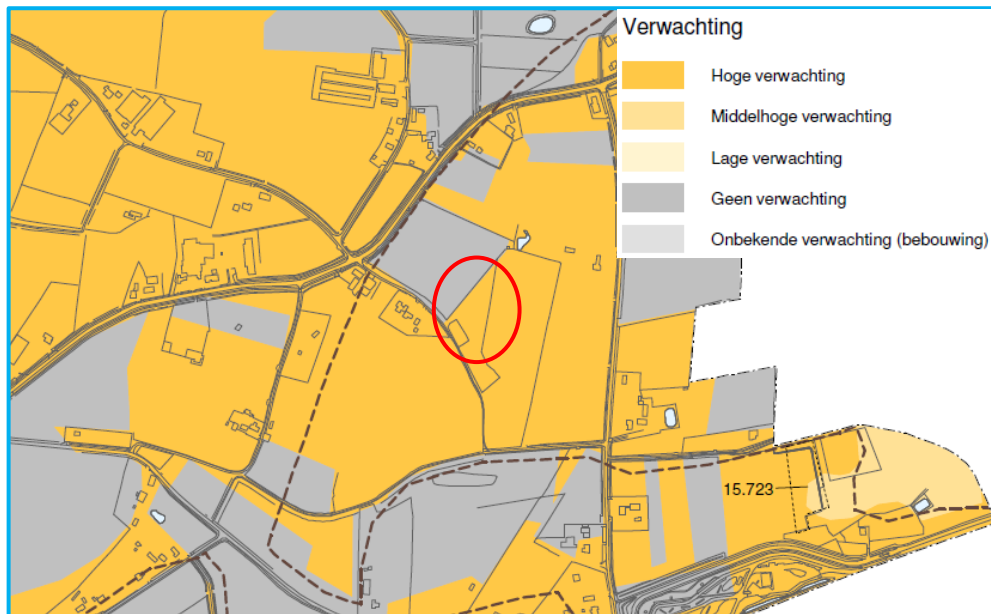 Verwachting
Hoge verwachting
Middelhoge verwachting
Lage verwachting
Geen verwachting
Onbekende verwachting (bebouwing)
15.723